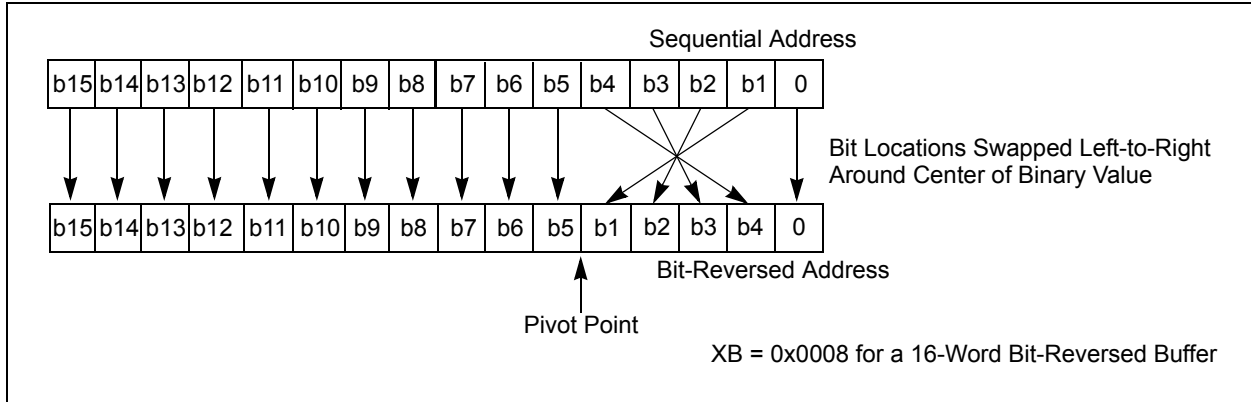 Sequential Address
b15 b14 b13 b12 b11 b10 b9 b8 b7 b6 b5 b4 b3 b2 b1 0
Bit Locations Swapped Left-to-Right
Around Center of Binary Value
b15 b14 b13 b12 b11 b10 b9 b8 b7 b6 b5 b1 b2 b3 b4 0
Bit-Reversed Address
Pivot Point
XB = 0x0008 for a 16-Word Bit-Reversed Buffer